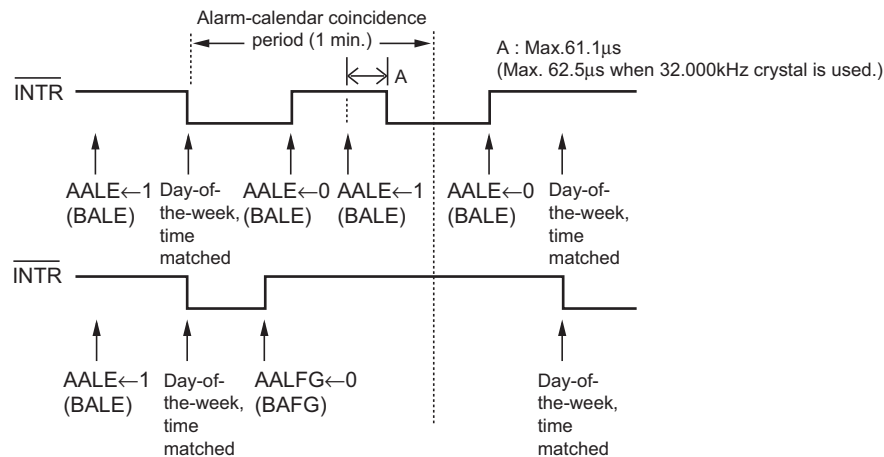 Alarm-calendar coincidence
period (1 min.)
A
A : Max.61.1μs
(Max. 62.5μs when 32.000kHz crystal is used.)
INTR
AALE←1
(BALE)
Day-of-
the-week,
time
matched
AALE←0
(BALE)
AALE←1
(BALE)
AALE←0
(BALE)
Day-of-
the-week,
time
matched
INTR
AALE←1
(BALE)
Day-of-
the-week,
time
matched
AALFG←0
(BAFG)
Day-of-
the-week,
time
matched